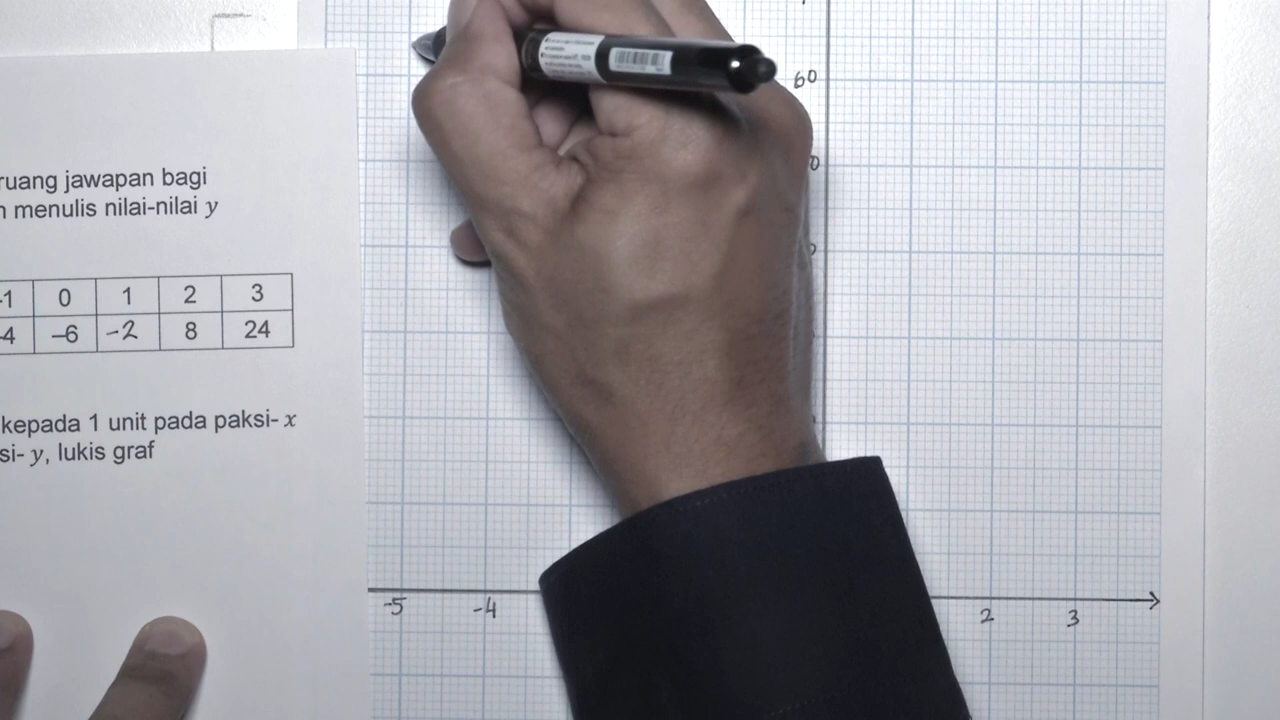 60
0
ruang jawapan bagi
menulis nilai-nilai y
-1 0 1 2 3
4 –6 -2 8 24
kepada 1 unit pada paksi- x
si- y, lukis graf
-5 -4 2 3